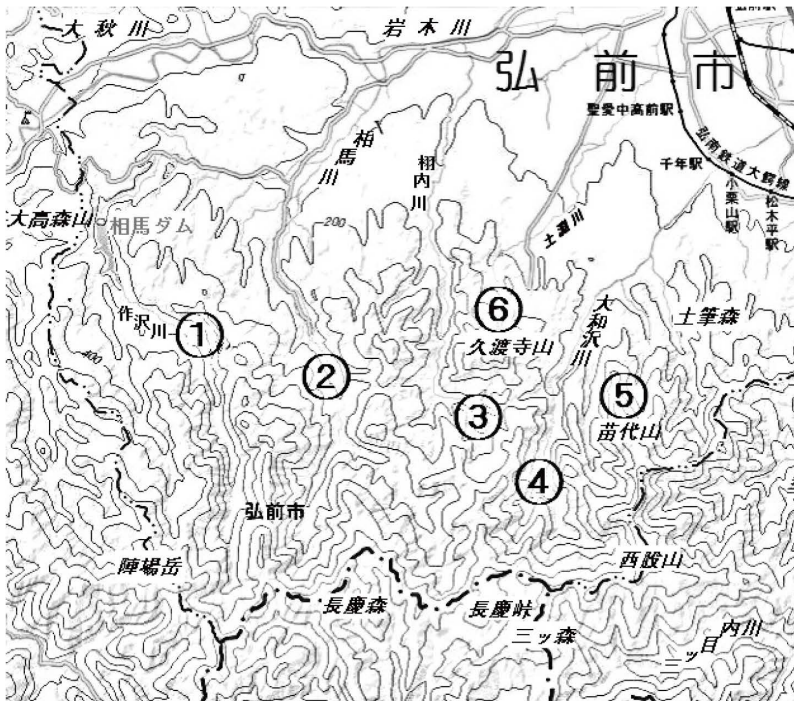 大秋川
岩木川
弘前駅
弘前市
聖愛中高前駅
弘南鉄道大鰐線
千年駅
小栗山駅
松木平駅
相馬川
栩内川
200
土淵川
大高森山
相馬ダム
作沢川
大和沢川
①
⑥
土筆森
久渡寺山
400
②
③
⑤
苗代山
④
弘前市
陣場岳
西股山
長慶森
長慶峠
三ッ森
三ッ目内川